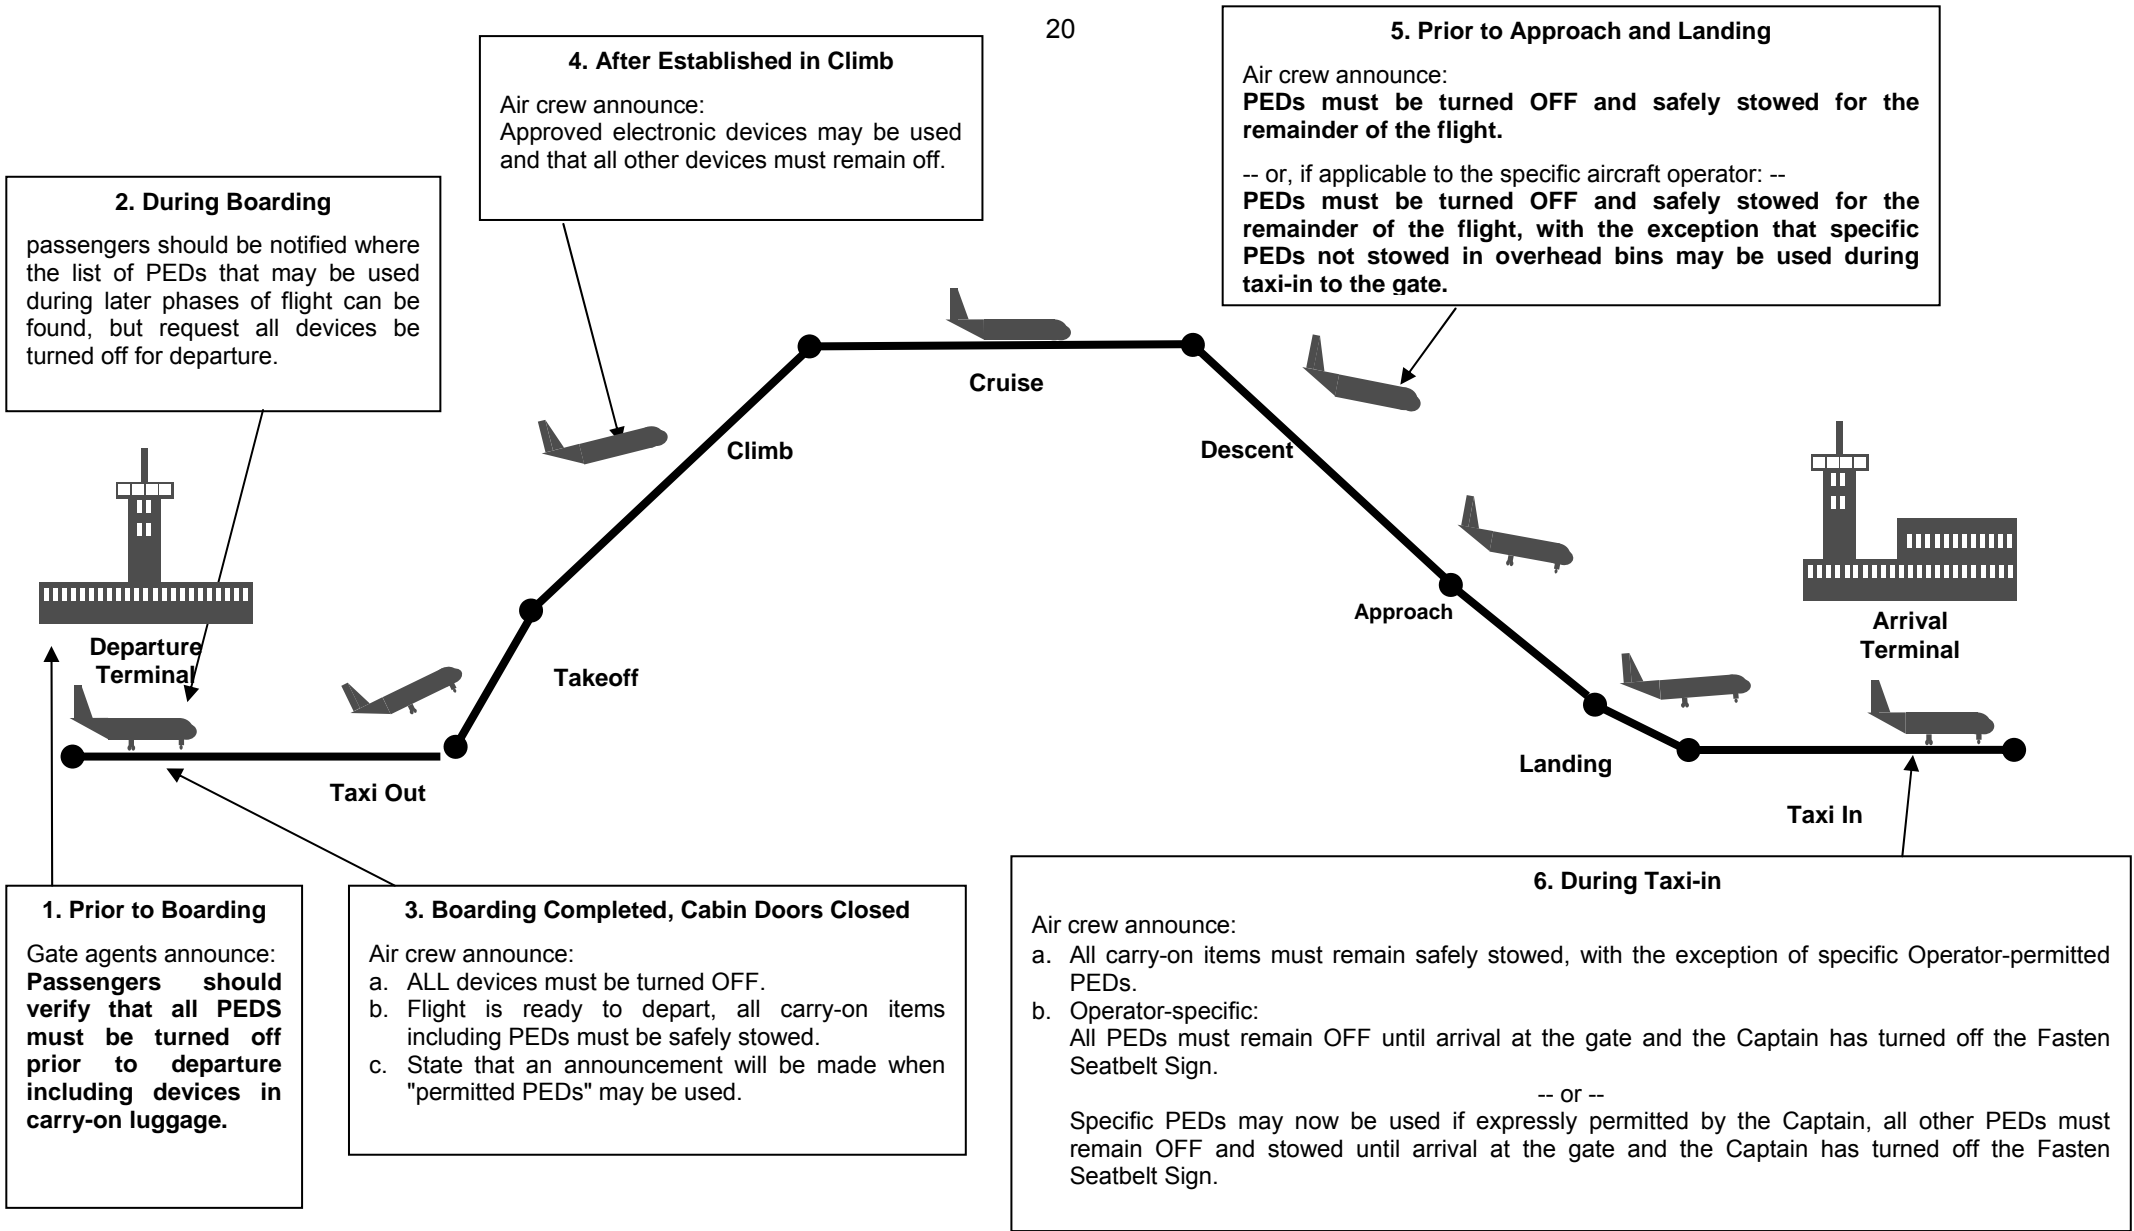 20
4. After Established in Climb
Air crew announce:
Approved electronic devices may be used
and that all other devices must remain off.
5. Prior to Approach and Landing
Air crew announce:
PEDs must be turned OFF and safely stowed for the
remainder of the flight.
-- or, if applicable to the specific aircraft operator: --
PEDs must be turned OFF and safely stowed for the
remainder of the flight, with the exception that specific
PEDs not stowed in overhead bins may be used during
taxi-in to the gate.
2. During Boarding
passengers should be notified where
the list of PEDs that may be used
during later phases of flight can be
found, but request all devices be
turned off for departure.
Cruise
Climb
Descent
Approach
Departure
Terminal
Takeoff
Arrival
Terminal
Landing
Taxi Out
Taxi In
1. Prior to Boarding
Gate agents announce:
Passengers should
verify that all PEDS
must be turned off
prior to departure
including devices in
carry-on luggage.
3. Boarding Completed, Cabin Doors Closed
Air crew announce:
a. ALL devices must be turned OFF.
b. Flight is ready to depart, all carry-on items
including PEDs must be safely stowed.
c. State that an announcement will be made when
"permitted PEDs" may be used.
6. During Taxi-in
Air crew announce:
a. All carry-on items must remain safely stowed, with the exception of specific Operator-permitted
PEDs.
b. Operator-specific:
All PEDs must remain OFF until arrival at the gate and the Captain has turned off the Fasten
Seatbelt Sign.
-- or --
Specific PEDs may now be used if expressly permitted by the Captain, all other PEDs must
remain OFF and stowed until arrival at the gate and the Captain has turned off the Fasten
Seatbelt Sign.